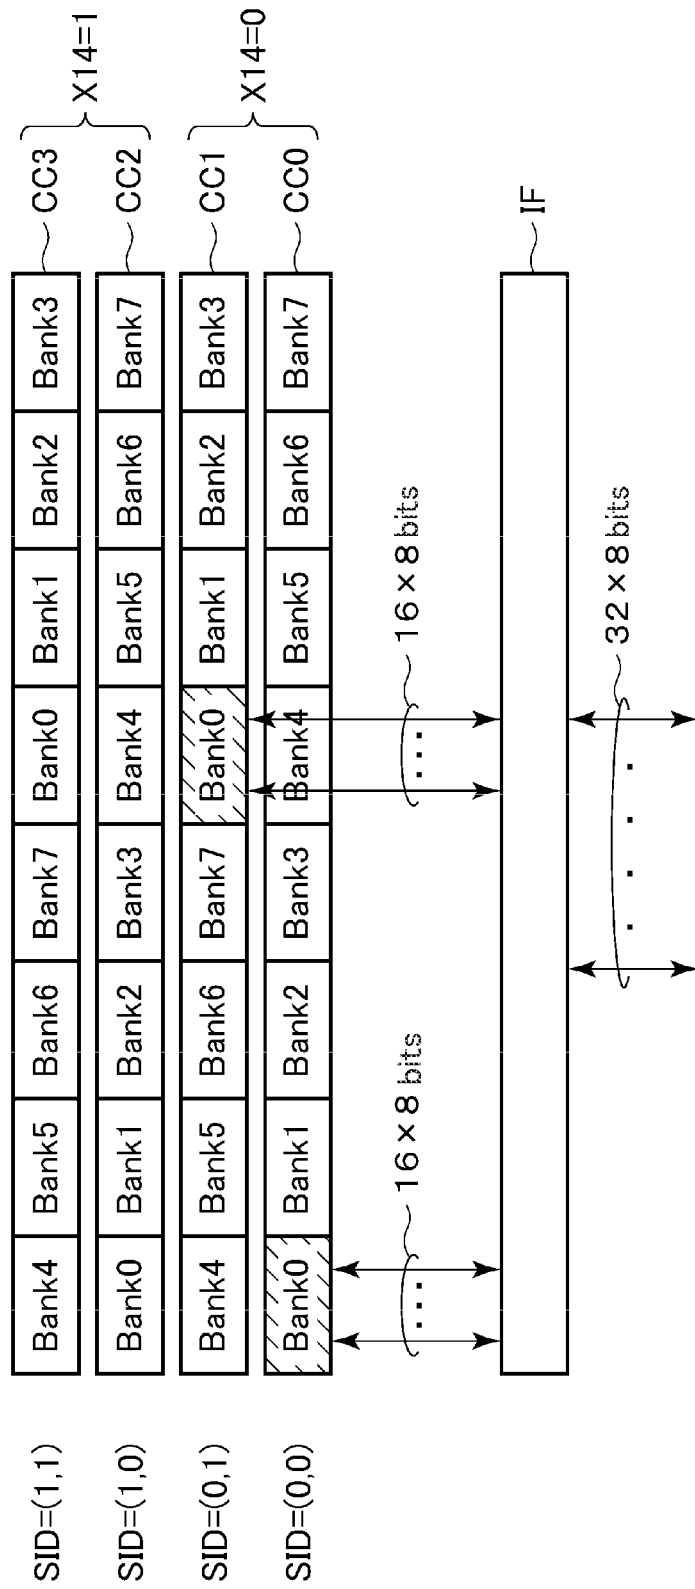 SID=(1,1) Bank4 Bank5 Bank6 Bank7 Bank0 Bank1 Bank2 Bank3 CC3
X14=1
SID=(1,0) Bank0 Bank1 Bank2 Bank3 Bank4 Bank5 Bank6 Bank7 CC2
SID=(0,1) Bank4 Bank5 Bank6 Bank7 Bank0 Bank1 Bank2 Bank3 CC1
X14=0
SID=(0,0) Bank0 Bank1 Bank2 Bank3 Bank4 Bank5 Bank6 Bank7 CC0
16×8 bits 16×8 bits
IF
32×8 bits